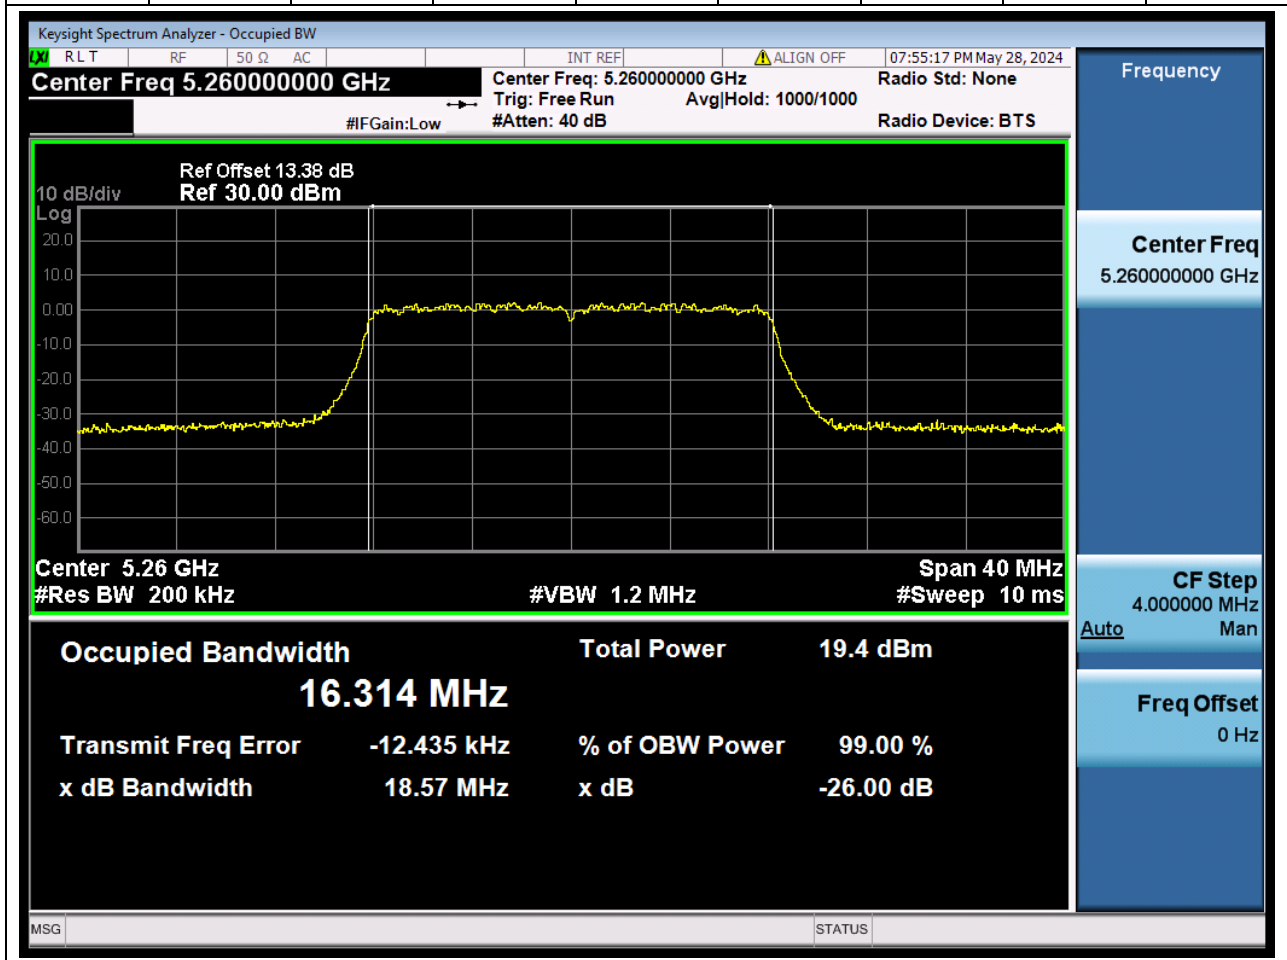 Keysight Spectrum Analyzer - Occupied BW
LXI RLT RF 50 Ω AC INT REF ALIGN OFF 07:55:17 PM May 28, 2024
Center Freq 5.260000000 GHz
Center Freq: 5.260000000 GHz
Radio Std: None
Trig: Free Run Avg|Hold: 1000/1000
#IFGain:Low
#Atten: 40 dB
Radio Device: BTS
Ref Offset 13.38 dB
10 dB/div Ref 30.00 dBm
Log
20.0
10.0
0.00
-10.0
-20.0
-30.0
-40.0
-50.0
-60.0
Center 5.26 GHz Span 40 MHz
#Res BW 200 kHz #VBW 1.2 MHz #Sweep 10 ms
Occupied Bandwidth Total Power 19.4 dBm
16.314 MHz
Transmit Freq Error -12.435 kHz % of OBW Power 99.00 %
x dB Bandwidth 18.57 MHz x dB -26.00 dB
MSG STATUS
Frequency
Center Freq
5.260000000 GHz
CF Step
4.000000 MHz
Auto Man
Freq Offset
0 Hz